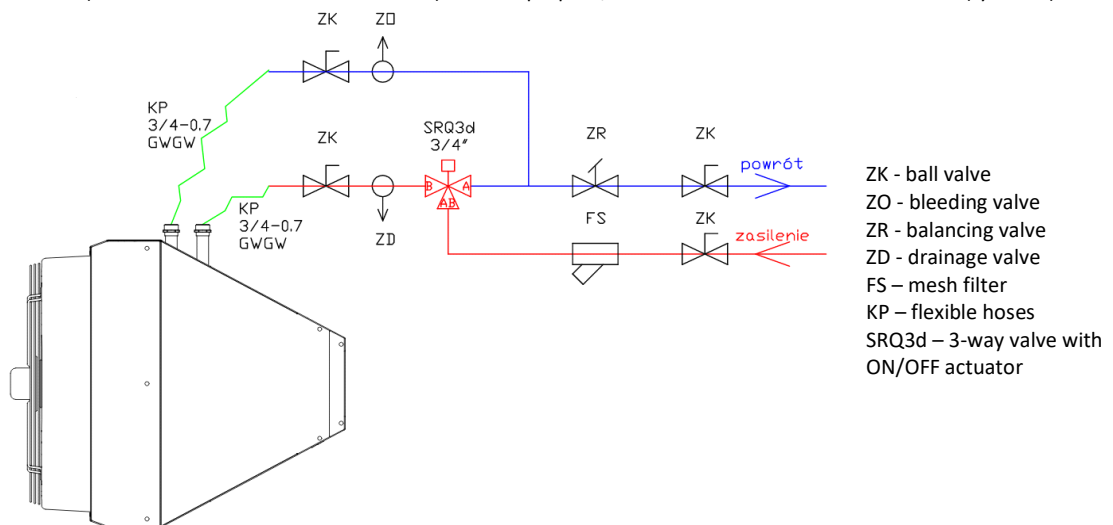 ZK
ZO
KP
3/4-0.7
GWGW
ZK
SRQ3d
3/4"
ZR
ZK
powrót
B
A
AB
KP
3/4-0.7
GWGW
ZD
FS
ZK
zasilenie
ZK - ball valve
ZO - bleeding valve
ZR - balancing valve
ZD - drainage valve
FS – mesh filter
KP – flexible hoses
SRQ3d – 3-way valve with
ON/OFF actuator